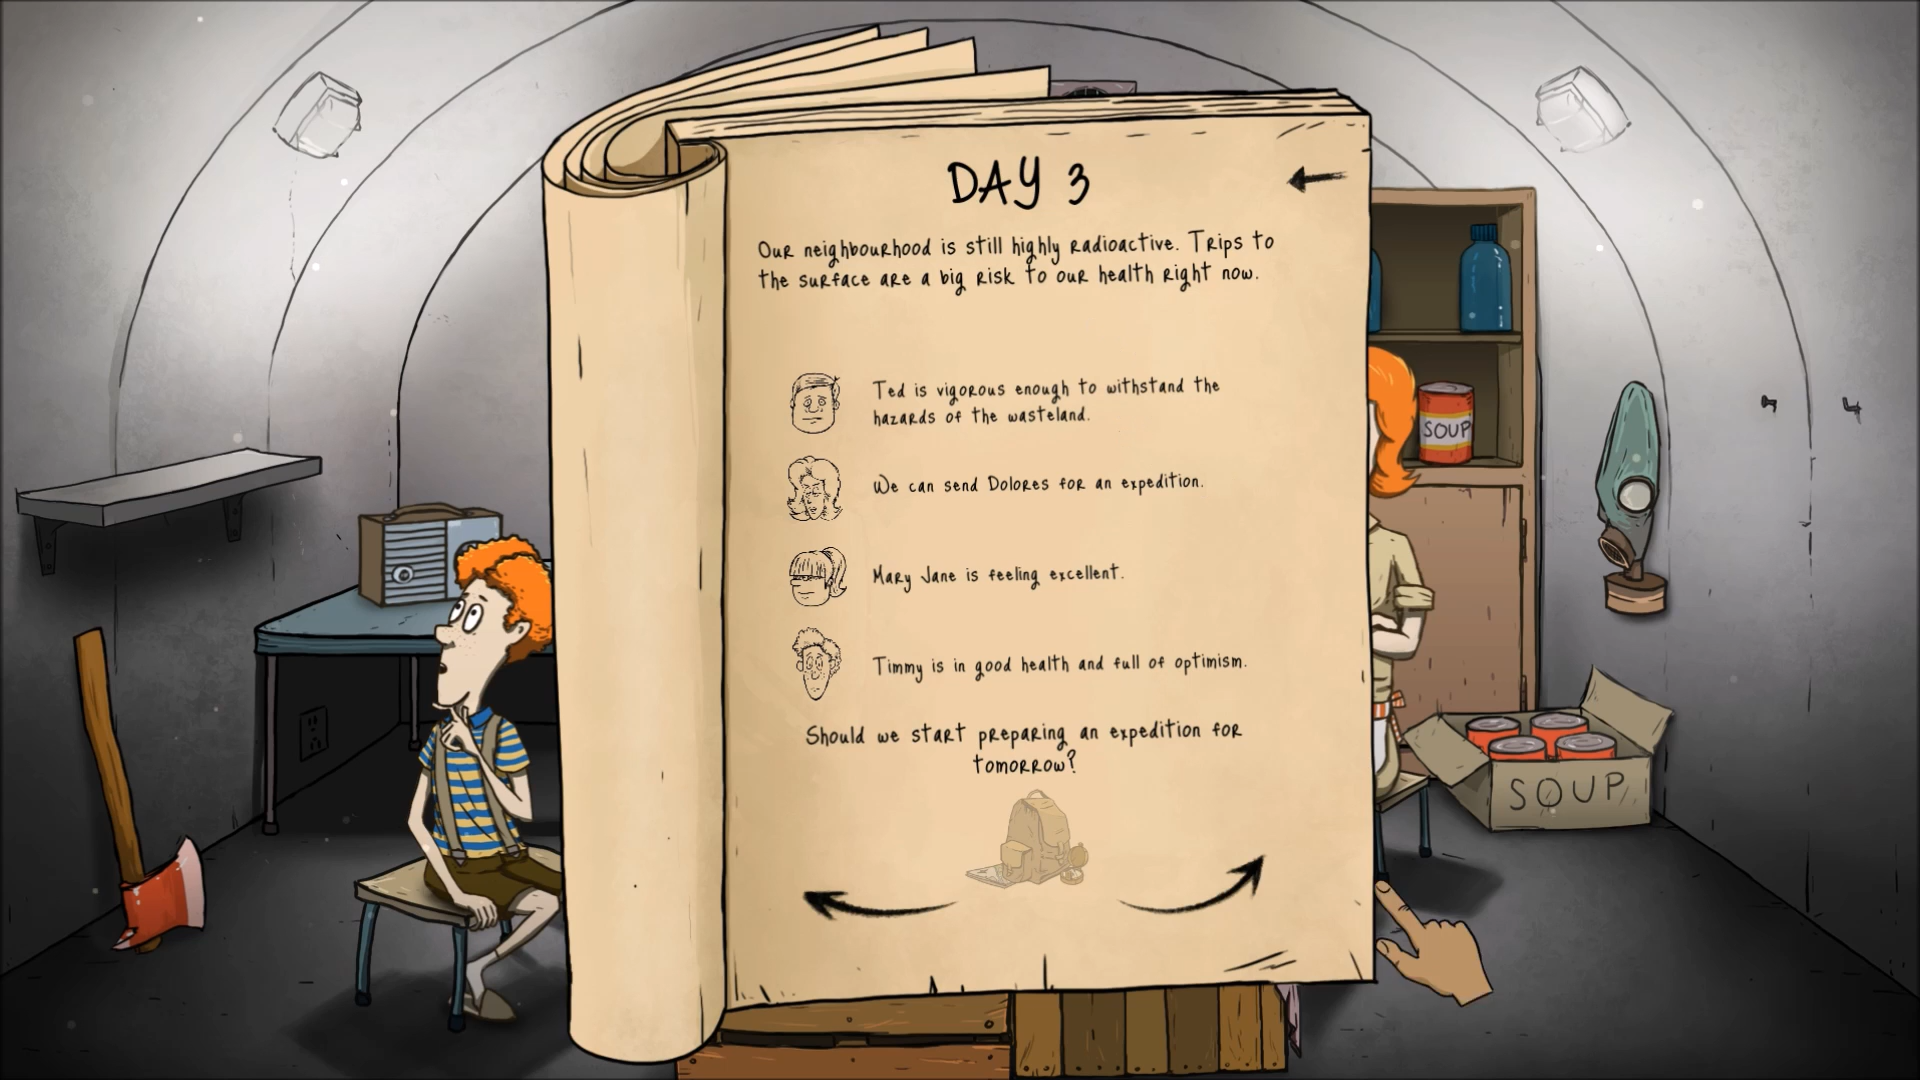 DAY 3
Our neighbourhood is still highly radioactive. Trips to
the surface are a big risk to our health right now.
Ted is vigorous enough to withstand the
hazards of the wasteland.
We can send Dolores for an expedition.
Mary Jane is feeling excellent.
Timmy is in good health and full of optimism.
Should we start preparing an expedition for
tomorrow?
SOUP
SOUP